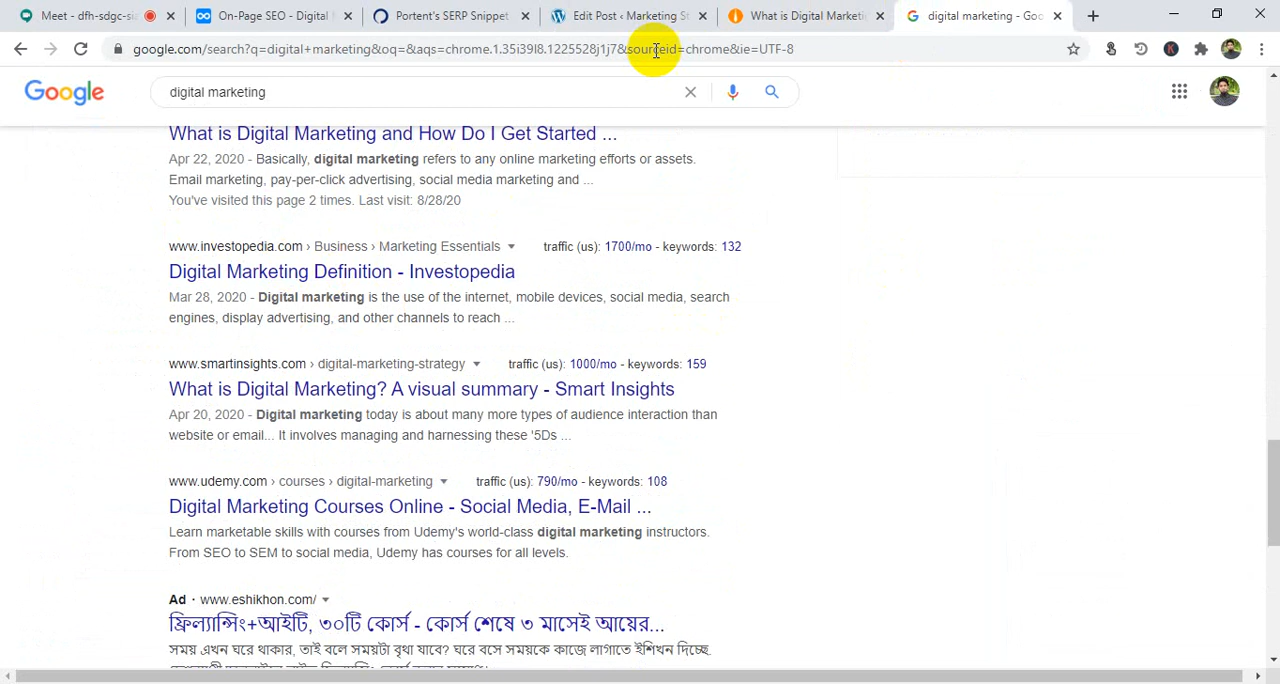 Meet - dfh-sdgc-si
On-Page SEO - Digital
Portent's SERP Snippet
Edit Post ‹ Marketing St
What is Digital Marketin
digital marketing - Goo
google.com/search?q=digital+marketing&oq=&aqs=chrome.1.35i39l8.1225528j1j7&sourceid=chrome&ie=UTF-8
K
Google
digital marketing
What is Digital Marketing and How Do I Get Started ...
Apr 22, 2020 - Basically, digital marketing refers to any online marketing efforts or assets.
Email marketing, pay-per-click advertising, social media marketing and ...
You've visited this page 2 times. Last visit: 8/28/20
www.investopedia.com › Business › Marketing Essentials
traffic (us): 1700/mo - keywords: 132
Digital Marketing Definition - Investopedia
Mar 28, 2020 - Digital marketing is the use of the internet, mobile devices, social media, search
engines, display advertising, and other channels to reach ...
www.smartinsights.com › digital-marketing-strategy
traffic (us): 1000/mo - keywords: 159
What is Digital Marketing? A visual summary - Smart Insights
Apr 20, 2020 - Digital marketing today is about many more types of audience interaction than
website or email... It involves managing and harnessing these '5Ds ...
www.udemy.com › courses › digital-marketing
traffic (us): 790/mo - keywords: 108
Digital Marketing Courses Online - Social Media, E-Mail ...
Learn marketable skills with courses from Udemy's world-class digital marketing instructors.
From SEO to SEM to social media, Udemy has courses for all levels.
Ad · www.eshikhon.com/
ফ্রিল্যান্সিং+আইটি, ৩০টি কোর্স - কোর্স শেষে ৩ মাসেই আয়ের...
সময় এখন ঘরে থাকার, তাই বলে সময়টা বৃথা যাবে? ঘরে বসে সময়কে কাজে লাগাতে ইশিখন দিচ্ছে.